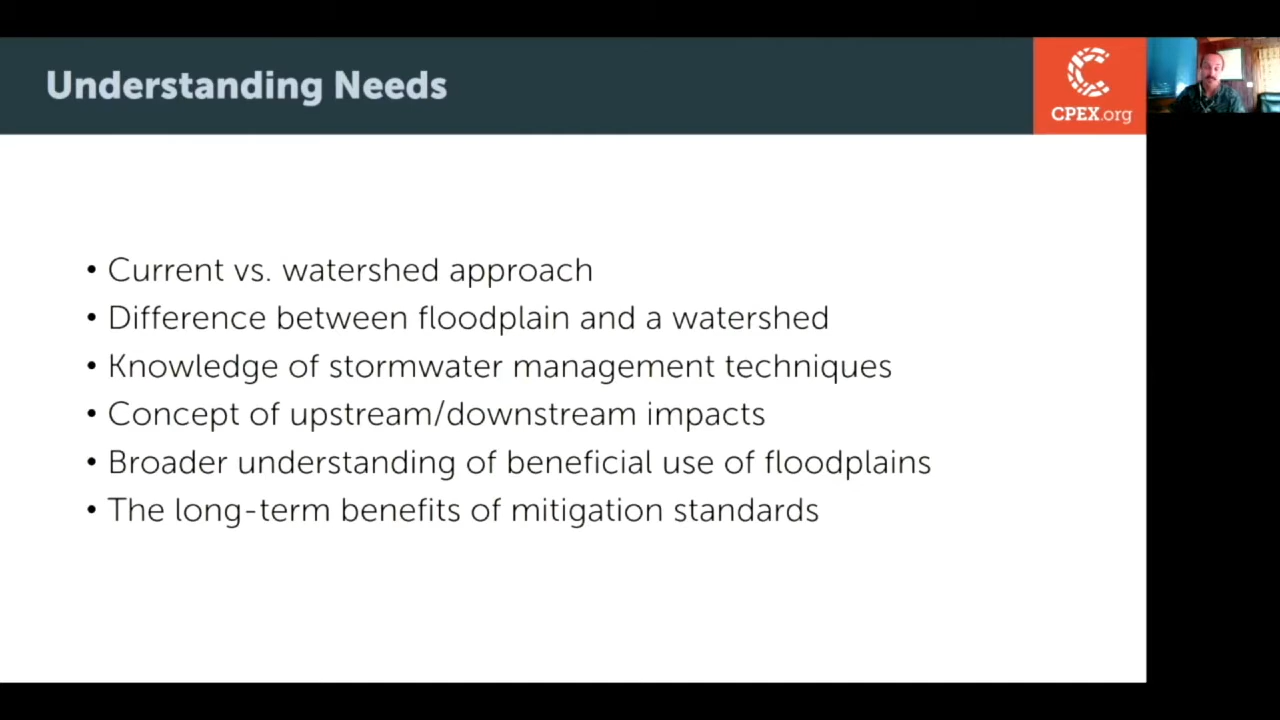 Understanding Needs
CPEX.org
• Current vs. watershed approach
• Difference between floodplain and a watershed
• Knowledge of stormwater management techniques
• Concept of upstream/downstream impacts
• Broader understanding of beneficial use of floodplains
• The long-term benefits of mitigation standards